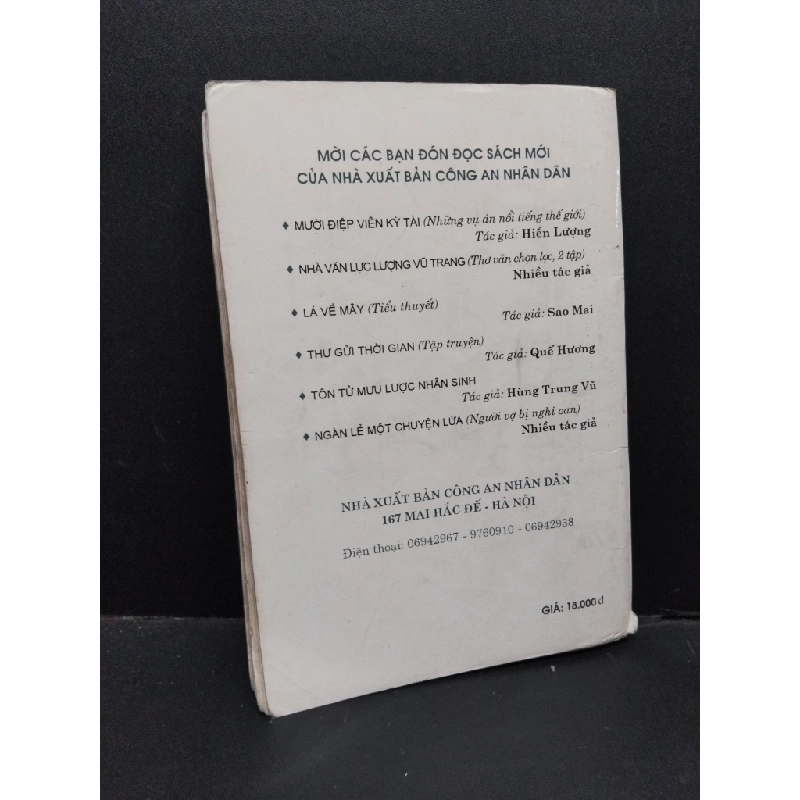 MỜI CÁC BẠN ĐÓN ĐỌC SÁCH MỚI
CỦA NHÀ XUẤT BẢN CÔNG AN NHÂN DÂN
♦ MƯỜI ĐIỆP VIÊN KỲ TÀI (Những vụ án nổi tiếng thế giới)
Tác giả: Hiến Lượng
♦ NHÀ VĂN LỰC LƯỢNG VŨ TRANG (Thơ văn chọn lọc, 2 tập)
Nhiều tác giả
♦ LÁ VỀ MÂY (Tiểu thuyết)
Tác giả: Sao Mai
♦ THƯ GỬI THỜI GIAN (Tập truyện)
Tác giả: Quế Hương
♦ TÔN TỬ MƯU LƯỢC NHÂN SINH
Tác giả: Hùng Trung Vũ
♦ NGÀN LẺ MỘT CHUYỆN LỪA (Người vợ bị nghi can)
Nhiều tác giả
NHÀ XUẤT BẢN CÔNG AN NHÂN DÂN
167 MAI HẮC ĐẾ - HÀ NỘI
Điện thoại: 06942967 - 9760910 - 06942958
GIÁ: 18.000đ